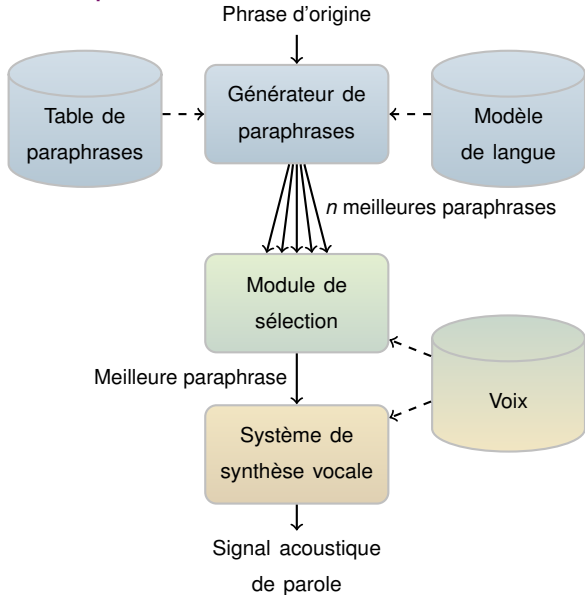 Phrase d'origine
Table de
paraphrases
Générateur de
paraphrases
Modèle
de langue
n meilleures paraphrases
Module de
sélection
Meilleure paraphrase
Voix
Système de
synthèse vocale
Signal acoustique
de parole